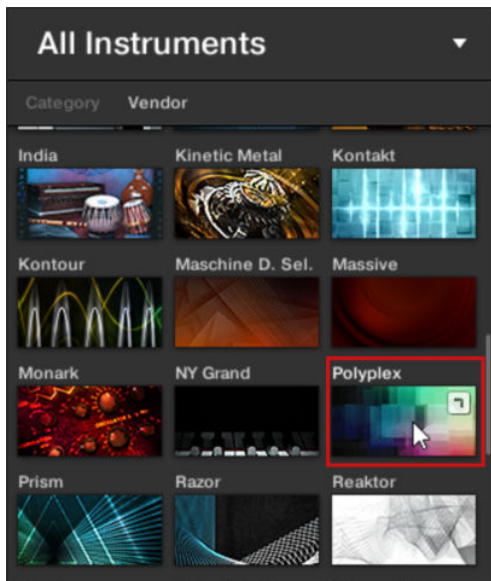 All Instruments
Category Vendor
India Kinetic Metal Kontakt
Kontour Maschine D. Sel. Massive
Monark NY Grand Polyplex
Prism Razor Reaktor